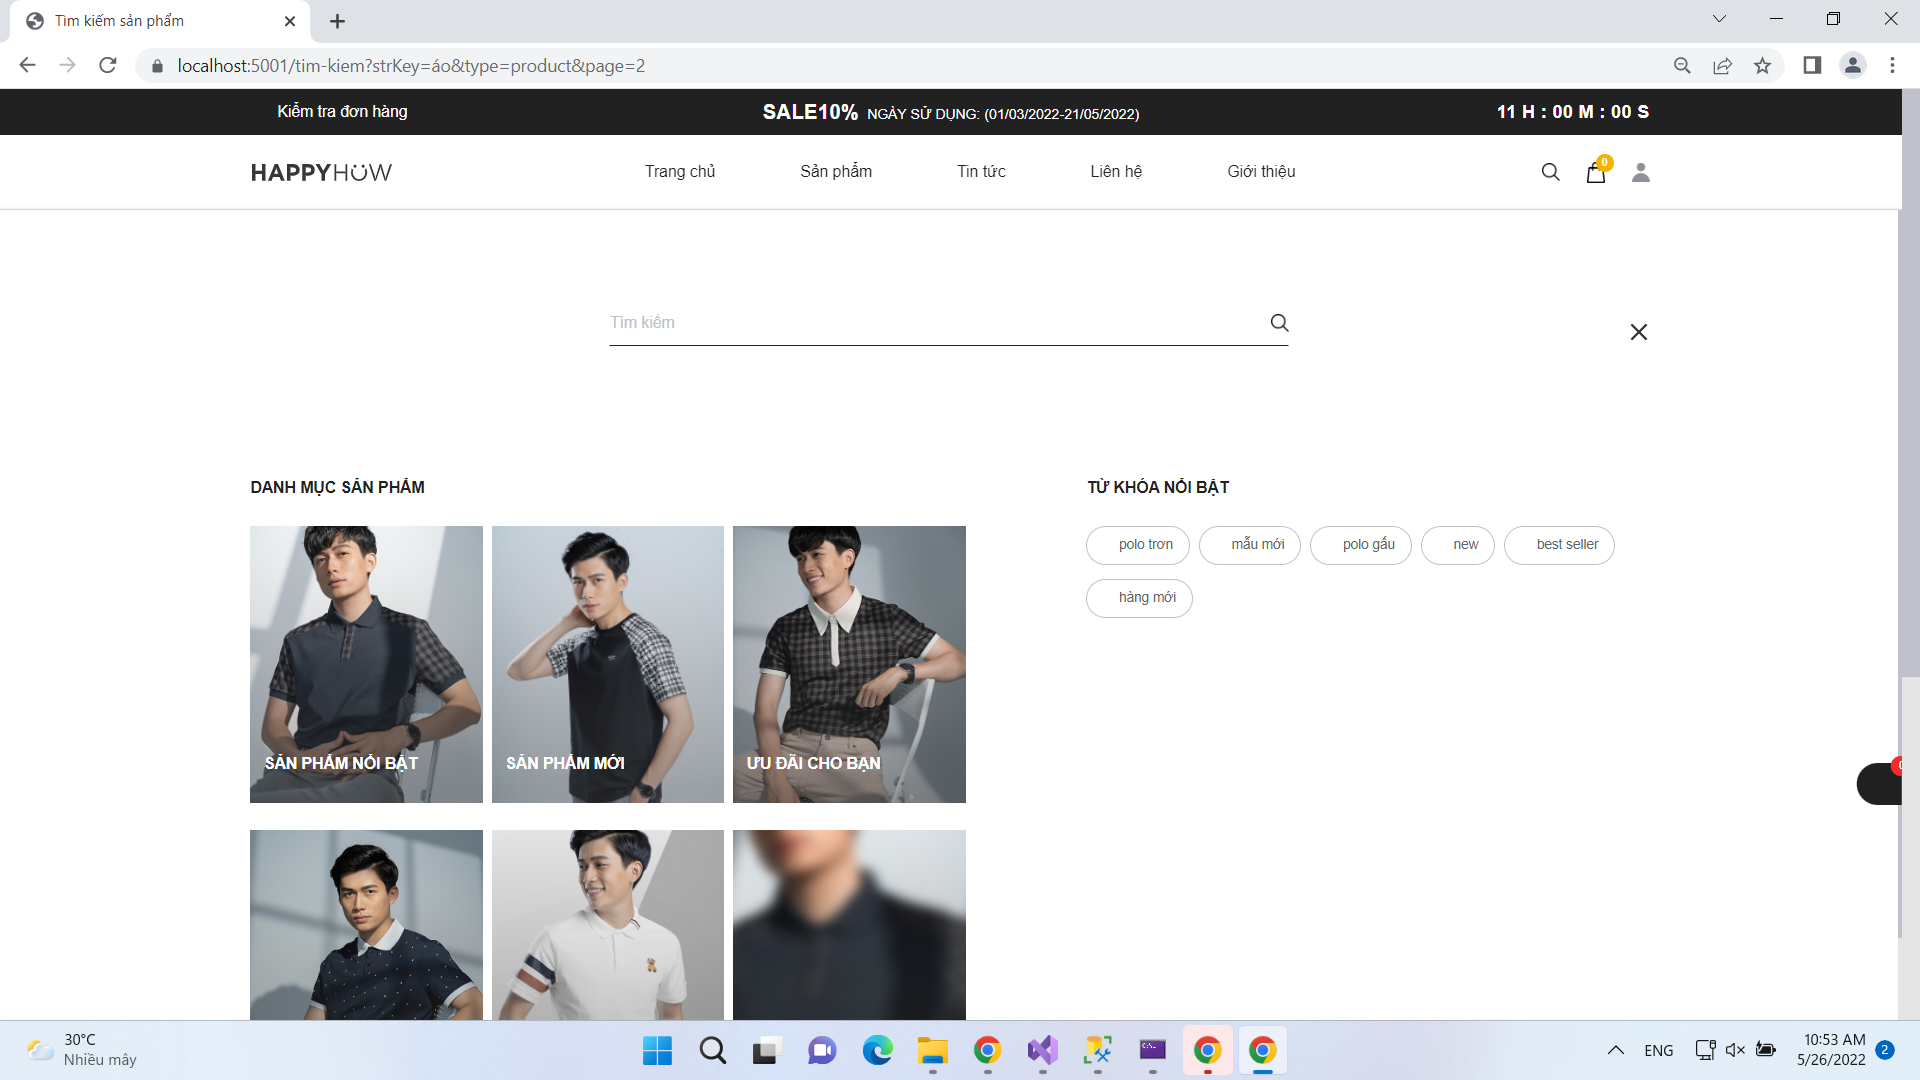 Tìm kiếm sản phẩm
localhost:5001/tim-kiem?strKey=áo&type=product&page=2
Kiểm tra đơn hàng
SALE10% NGÀY SỬ DỤNG: (01/03/2022-21/05/2022)
11 H : 00 M : 00 S
HAPPYHOW
Trang chủ
Sản phẩm
Tin tức
Liên hệ
Giới thiệu
0
Tìm kiếm
DANH MỤC SẢN PHẨM
TỪ KHÓA NỔI BẬT
polo trơn
mẫu mới
polo gấu
new
best seller
hàng mới
SẢN PHẨM NỔI BẬT
SẢN PHẨM MỚI
ƯU ĐÃI CHO BẠN
30°C
Nhiều mây
ENG
10:53 AM
5/26/2022
2